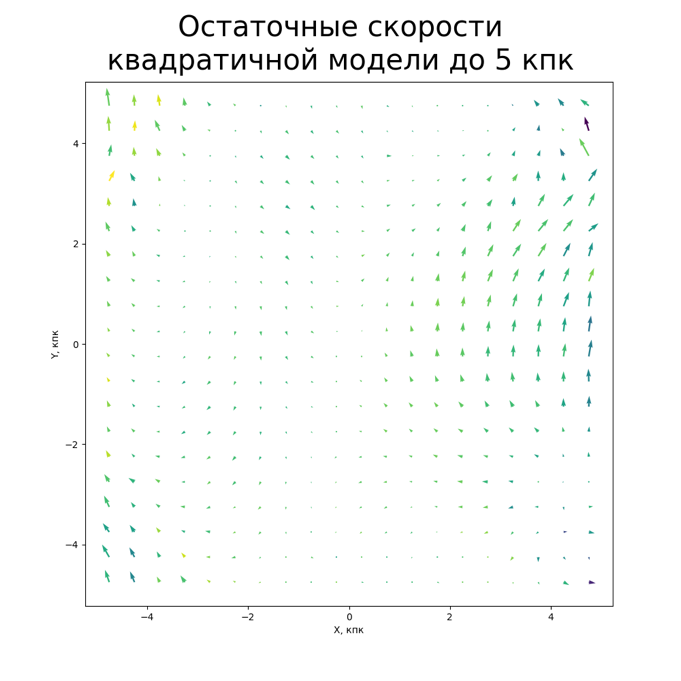 Остаточные скорости
квадратичной модели до 5 кпк
4
2
0
−2
−4
Y, кпк
−4 −2 0 2 4
X, кпк